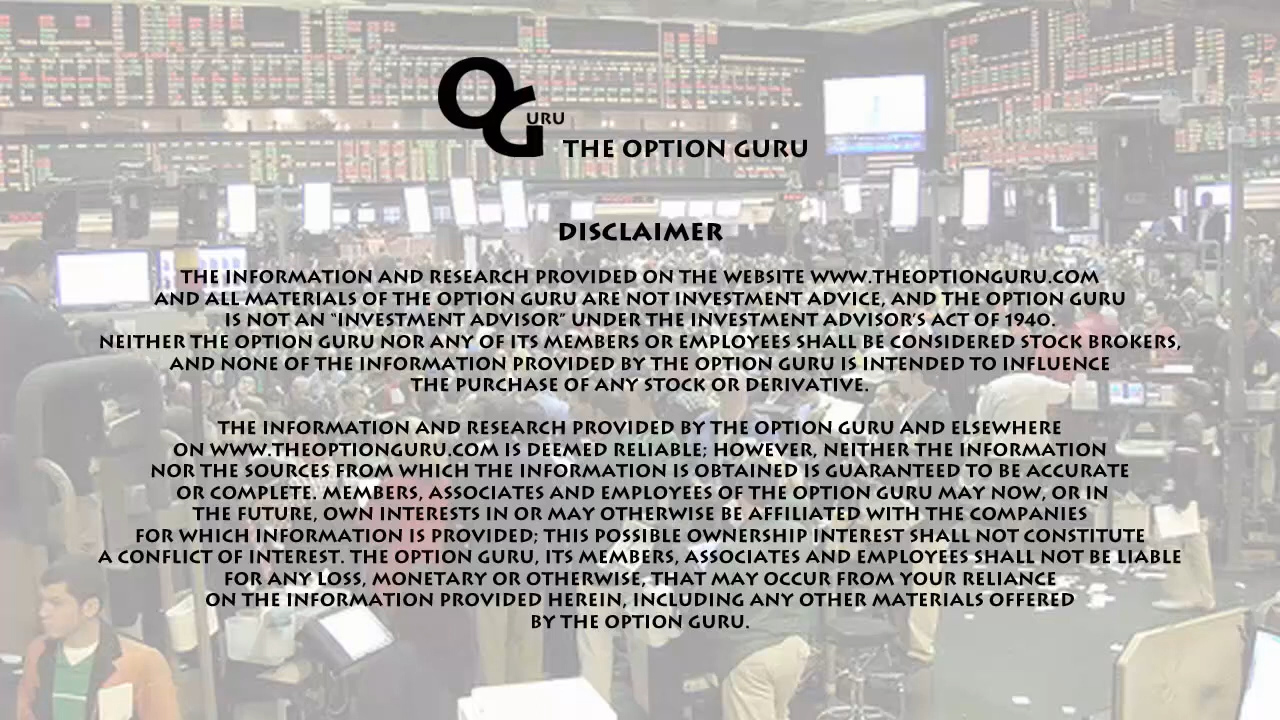 OG URU
THE OPTION GURU
DISCLAIMER
THE INFORMATION AND RESEARCH PROVIDED ON THE WEBSITE WWW.THEOPTIONGURU.COM
AND ALL MATERIALS OF THE OPTION GURU ARE NOT INVESTMENT ADVICE, AND THE OPTION GURU
IS NOT AN “INVESTMENT ADVISOR” UNDER THE INVESTMENT ADVISOR’S ACT OF 1940.
NEITHER THE OPTION GURU NOR ANY OF ITS MEMBERS OR EMPLOYEES SHALL BE CONSIDERED STOCK BROKERS,
AND NONE OF THE INFORMATION PROVIDED BY THE OPTION GURU IS INTENDED TO INFLUENCE
THE PURCHASE OF ANY STOCK OR DERIVATIVE.
THE INFORMATION AND RESEARCH PROVIDED BY THE OPTION GURU AND ELSEWHERE
ON WWW.THEOPTIONGURU.COM IS DEEMED RELIABLE; HOWEVER, NEITHER THE INFORMATION
NOR THE SOURCES FROM WHICH THE INFORMATION IS OBTAINED IS GUARANTEED TO BE ACCURATE
OR COMPLETE. MEMBERS, ASSOCIATES AND EMPLOYEES OF THE OPTION GURU MAY NOW, OR IN
THE FUTURE, OWN INTERESTS IN OR MAY OTHERWISE BE AFFILIATED WITH THE COMPANIES
FOR WHICH INFORMATION IS PROVIDED; THIS POSSIBLE OWNERSHIP INTEREST SHALL NOT CONSTITUTE
A CONFLICT OF INTEREST. THE OPTION GURU, ITS MEMBERS, ASSOCIATES AND EMPLOYEES SHALL NOT BE LIABLE
FOR ANY LOSS, MONETARY OR OTHERWISE, THAT MAY OCCUR FROM YOUR RELIANCE
ON THE INFORMATION PROVIDED HEREIN, INCLUDING ANY OTHER MATERIALS OFFERED
BY THE OPTION GURU.